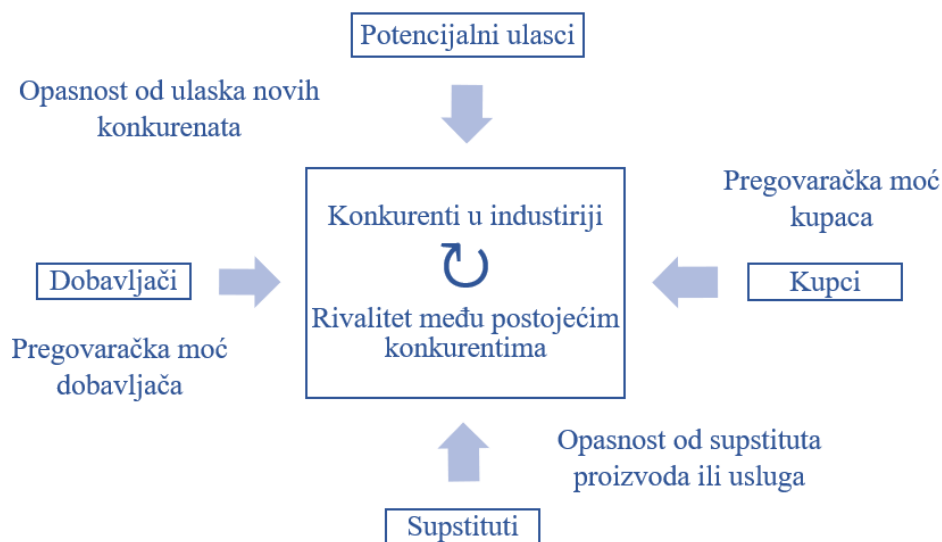 Potencijalni ulasci
Opasnost od ulaska novih
konkurenata
Konkurenti u industiriji
Rivalitet među postojećim
konkurentima
Pregovaračka moć
kupaca
Dobavljači
Kupci
Pregovaračka moć
dobavljača
Opasnost od supstituta
proizvoda ili usluga
Supstituti